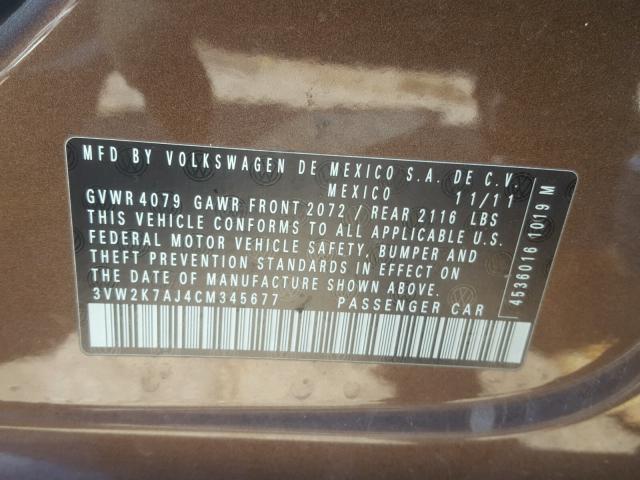 MFD BY VOLKSWAGEN DE MEXICO S.A. DE C.V.
MEXICO 11/11
GVWR 4079 GAWR FRONT 2072 / REAR 2116 LBS
THIS VEHICLE CONFORMS TO ALL APPLICABLE U.S.
FEDERAL MOTOR VEHICLE SAFETY, BUMPER AND
THEFT PREVENTION STANDARDS IN EFFECT ON
THE DATE OF MANUFACTURE SHOWN ABOVE.
3VW2K7AJ4CM345677 PASSENGER CAR
4536016 1019 M